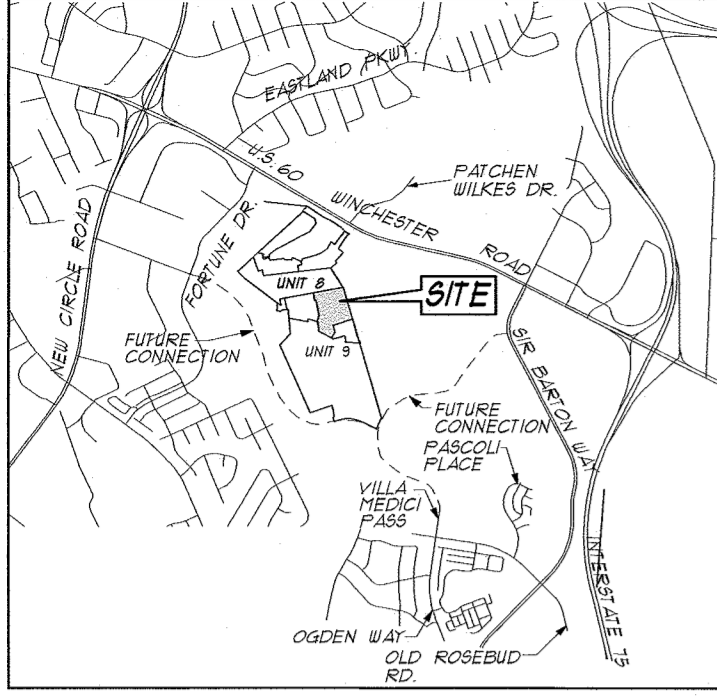 EASTLAND PKWY
U.S. 60
PATCHEN
WILKES DR.
WINCHESTER
ROAD
FORTUNE DR.
NEW CIRCLE ROAD
UNIT 8
SITE
FUTURE
CONNECTION
UNIT 9
SIR BARTON WAY
FUTURE
CONNECTION
PASCOLI
PLACE
VILLA
MEDICI
PASS
INTERSTATE 75
OGDEN WAY
OLD ROSEBUD
RD.